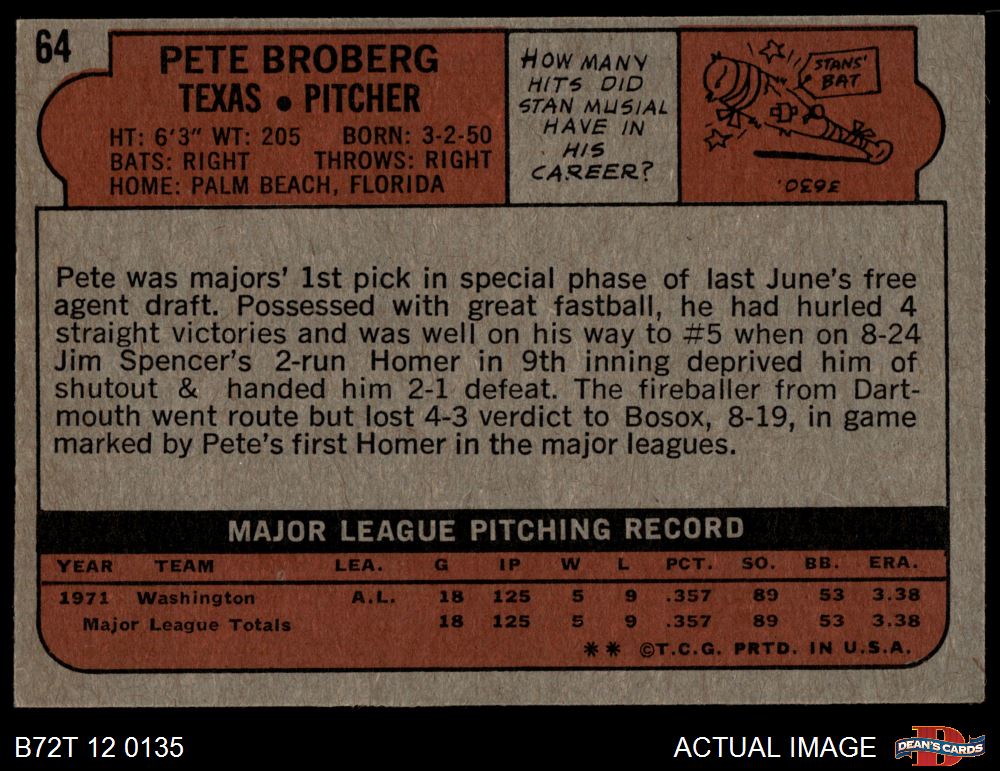 64
PETE BROBERG
TEXAS • PITCHER
HT: 6'3" WT: 205 BORN: 3-2-50
BATS: RIGHT THROWS: RIGHT
HOME: PALM BEACH, FLORIDA
HOW MANY
HITS DID
STAN MUSIAL
HAVE IN
HIS
CAREER?
STANS'
BAT
3630.
Pete was majors' 1st pick in special phase of last June's free
agent draft. Possessed with great fastball, he had hurled 4
straight victories and was well on his way to #5 when on 8-24
Jim Spencer's 2-run Homer in 9th inning deprived him of
shutout & handed him 2-1 defeat. The fireballer from Dart-
mouth went route but lost 4-3 verdict to Bosox, 8-19, in game
marked by Pete's first Homer in the major leagues.
MAJOR LEAGUE PITCHING RECORD
YEAR TEAM LEA. G IP W L PCT. SO. BB. ERA.
1971 Washington A.L. 18 125 5 9 .357 89 53 3.38
Major League Totals 18 125 5 9 .357 89 53 3.38
** ©T.C.G. PRTD. IN U.S.A.
B72T 12 0135
ACTUAL IMAGE
D
DEAN'S CARDS